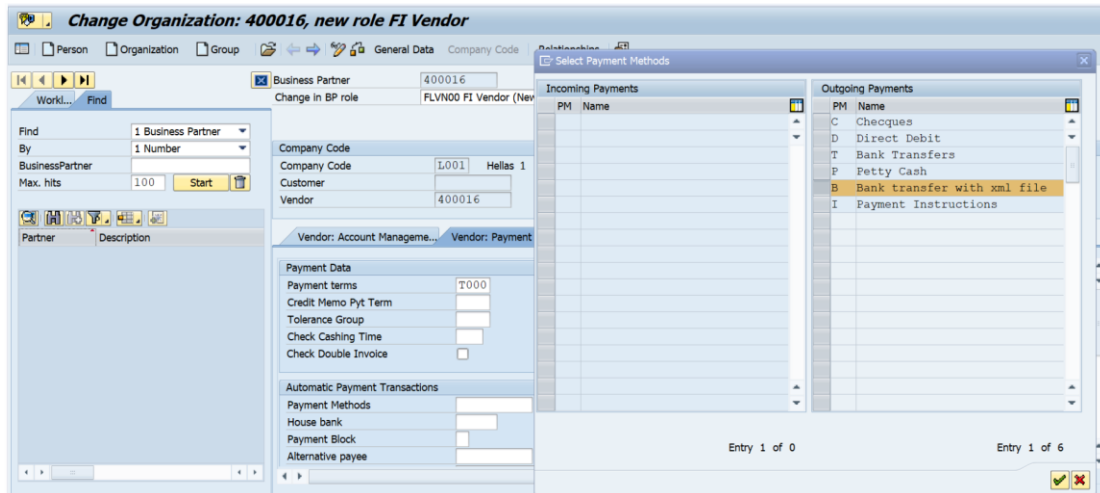 Change Organization: 400016, new role FI Vendor
Person Organization Group General Data Company Code Relationships
Business Partner 400016
Change in BP role FLVN00 FI Vendor (New
Workl... Find
Find 1 Business Partner
By 1 Number
BusinessPartner
Max. hits 100 Start
Partner Description
Company Code
Company Code L001 Hellas 1
Customer
Vendor 400016
Vendor: Account Manageme... Vendor: Payment
Payment Data
Payment terms T000
Credit Memo Pyt Term
Tolerance Group
Check Cashing Time
Check Double Invoice
Automatic Payment Transactions
Payment Methods
House bank
Payment Block
Alternative payee
Select Payment Methods
Incoming Payments
PM Name
Outgoing Payments
PM Name
C Checques
D Direct Debit
T Bank Transfers
P Petty Cash
B Bank transfer with xml file
I Payment Instructions
Entry 1 of 0
Entry 1 of 6